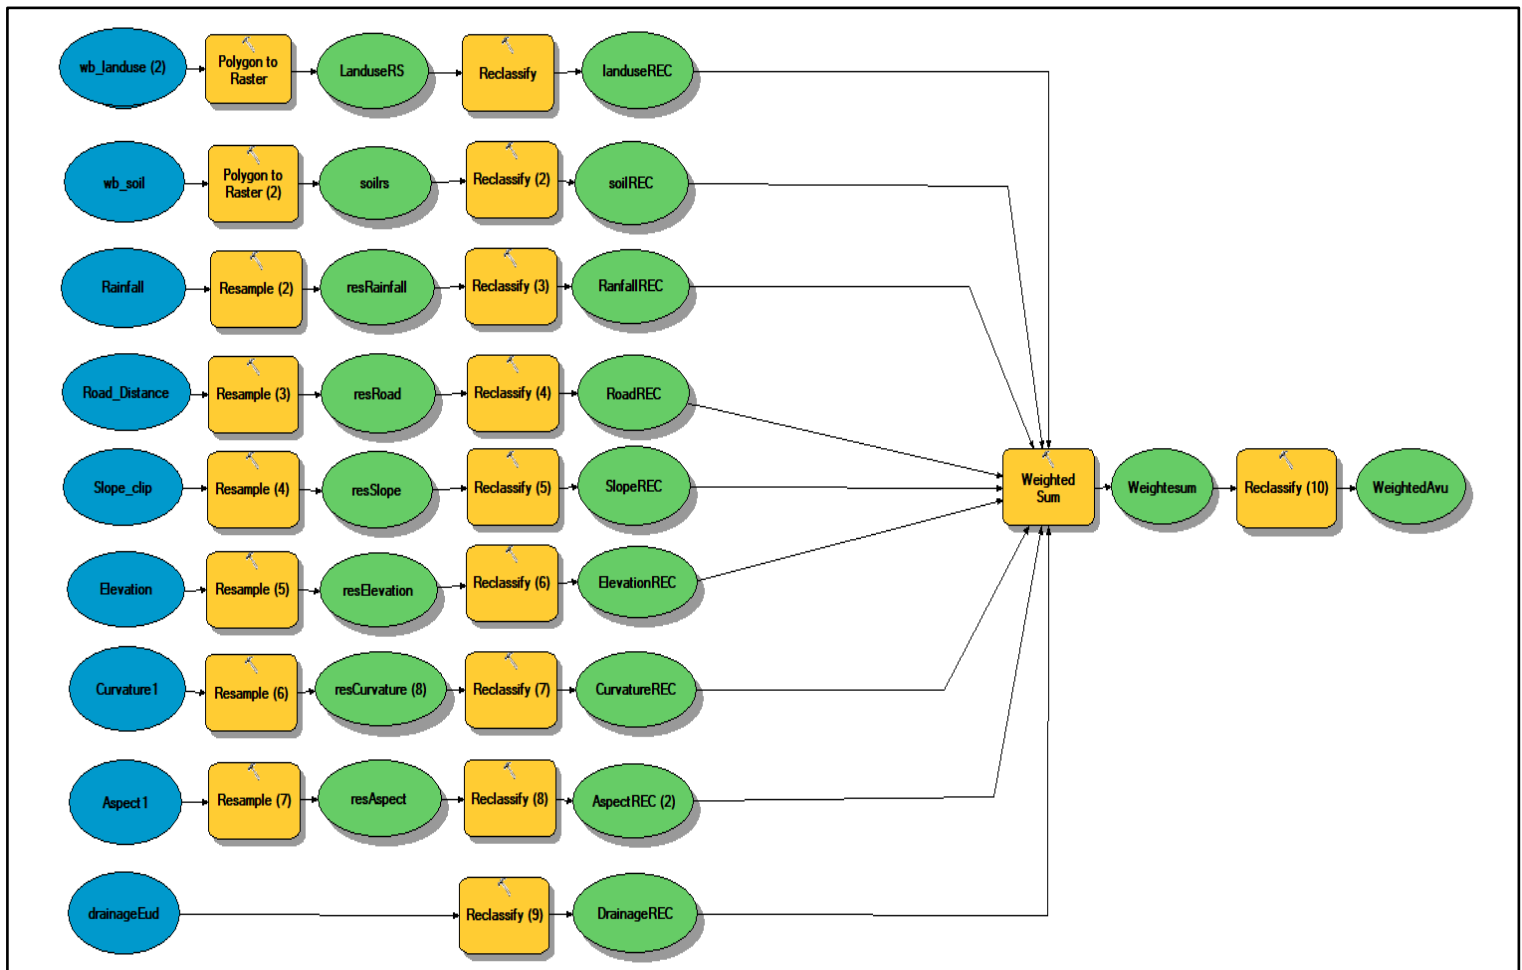 wb_landuse (2)
Polygon to
Raster
LanduseRS
Reclassify
landuseREC
wb_soil
Polygon to
Raster (2)
soilrs
Reclassify (2)
soilREC
Rainfall
Resample (2)
resRainfall
Reclassify (3)
RanfallREC
Road_Distance
Resample (3)
resRoad
Reclassify (4)
RoadREC
Slope_clip
Resample (4)
resSlope
Reclassify (5)
SlopeREC
Weighted
Sum
Weightesum
Reclassify (10)
WeightedAvu
Elevation
Resample (5)
resElevation
Reclassify (6)
ElevationREC
Curvature1
Resample (6)
resCurvature (8)
Reclassify (7)
CurvatureREC
Aspect1
Resample (7)
resAspect
Reclassify (8)
AspectREC (2)
drainageEud
Reclassify (9)
DrainageREC